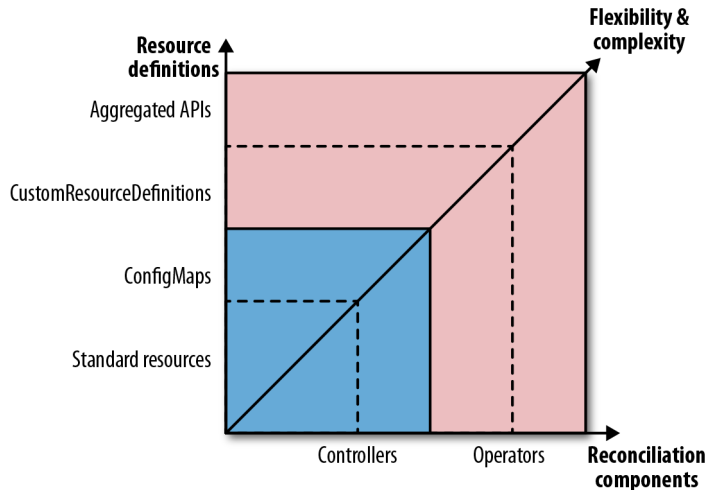 Flexibility &
complexity
Resource
definitions
Aggregated APIs
CustomResourceDefinitions
ConfigMaps
Standard resources
Controllers
Operators
Reconciliation
components